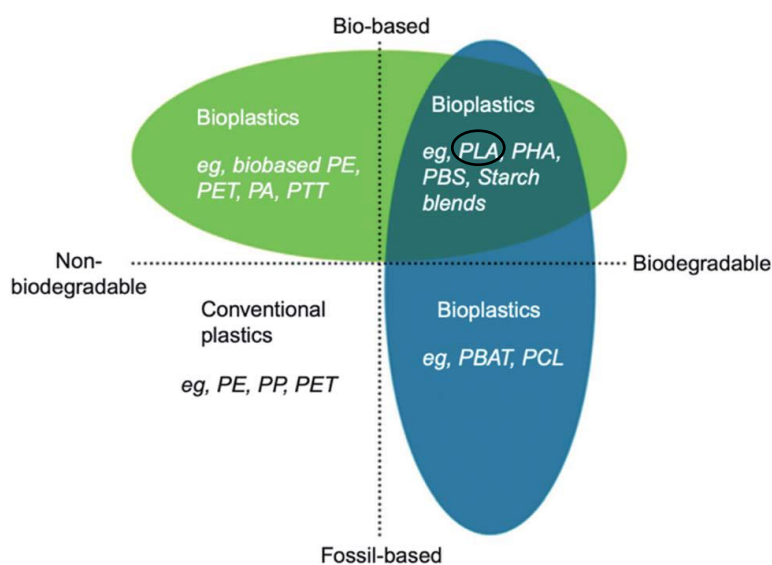 Bio-based
Bioplastics
eg, biobased PE,
PET, PA, PTT
Bioplastics
eg, PLA, PHA,
PBS, Starch
blends
Non-
biodegradable
Biodegradable
Conventional
plastics
eg, PE, PP, PET
Bioplastics
eg, PBAT, PCL
Fossil-based